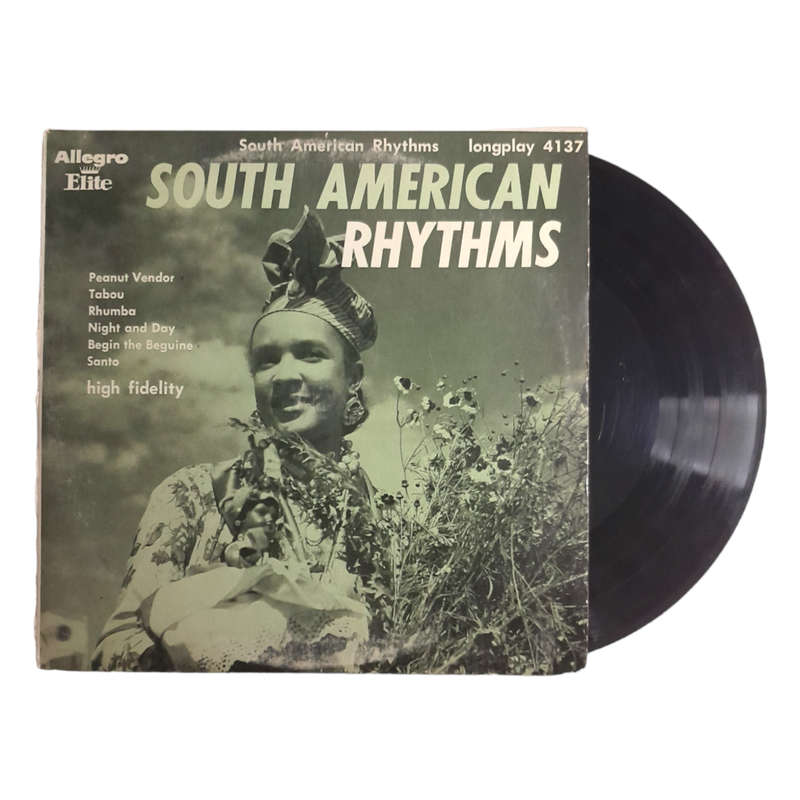 South American Rhythms longplay 4137
Allegro
Elite
SOUTH AMERICAN
RHYTHMS
Peanut Vendor
Tabou
Rhumba
Night and Day
Begin the Beguine
Santo
high fidelity